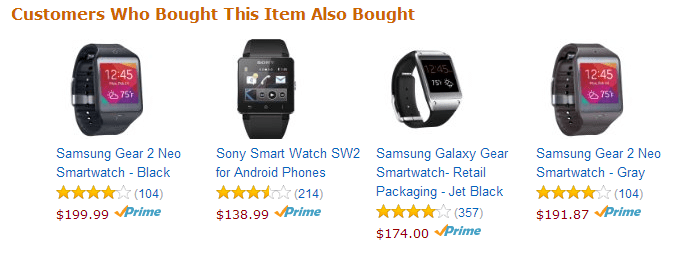 Customers Who Bought This Item Also Bought
12:45
75°
SONY
12:45
75°
12:45
75°
Samsung Gear 2 Neo
Smartwatch - Black
(104)
$199.99 Prime
Sony Smart Watch SW2
for Android Phones
(214)
$138.99 Prime
Samsung Galaxy Gear
Smartwatch- Retail
Packaging - Jet Black
(357)
$174.00 Prime
Samsung Gear 2 Neo
Smartwatch - Gray
(104)
$191.87 Prime